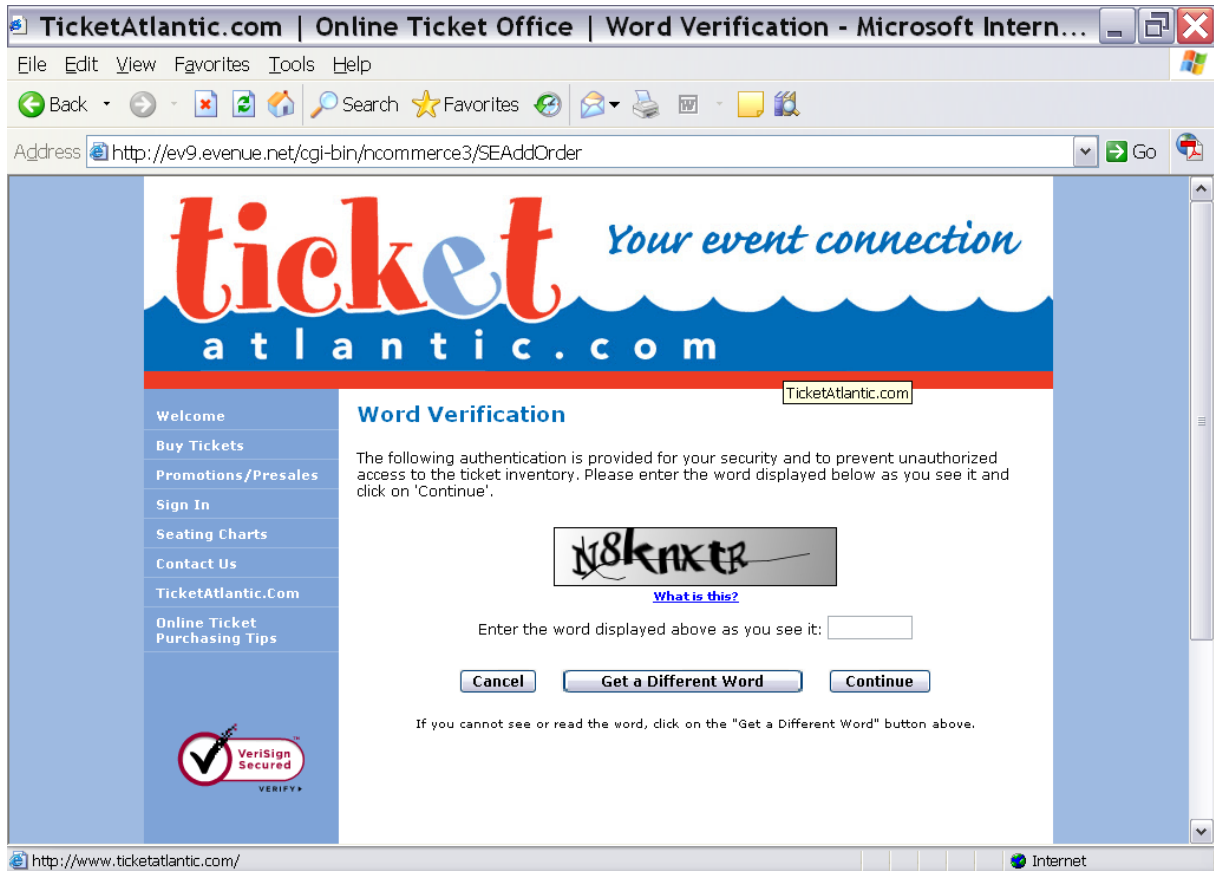 TicketAtlantic.com | Online Ticket Office | Word Verification - Microsoft Intern...
File Edit View Favorites Tools Help
Back Search Favorites
Address http://ev9.evenue.net/cgi-bin/ncommerce3/SEAddOrder Go
ticket Your event connection
atlantic.com
TicketAtlantic.com
Welcome
Buy Tickets
Promotions/Presales
Sign In
Seating Charts
Contact Us
TicketAtlantic.Com
Online Ticket
Purchasing Tips
VeriSign
Secured
VERIFY
Word Verification
The following authentication is provided for your security and to prevent unauthorized
access to the ticket inventory. Please enter the word displayed below as you see it and
click on 'Continue'.
N8knxtR
What is this?
Enter the word displayed above as you see it:
Cancel Get a Different Word Continue
If you cannot see or read the word, click on the "Get a Different Word" button above.
http://www.ticketatlantic.com/ Internet